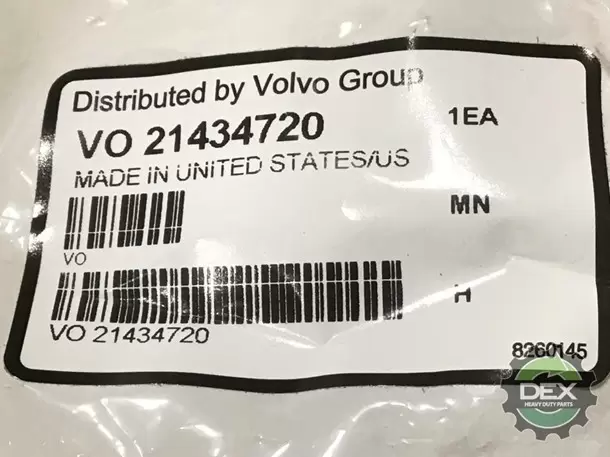 Distributed by Volvo Group
VO 21434720
1EA
MADE IN UNITED STATES/US
MN
VO
H
VO 21434720
8260145
DEX
HEAVY DUTY PARTS